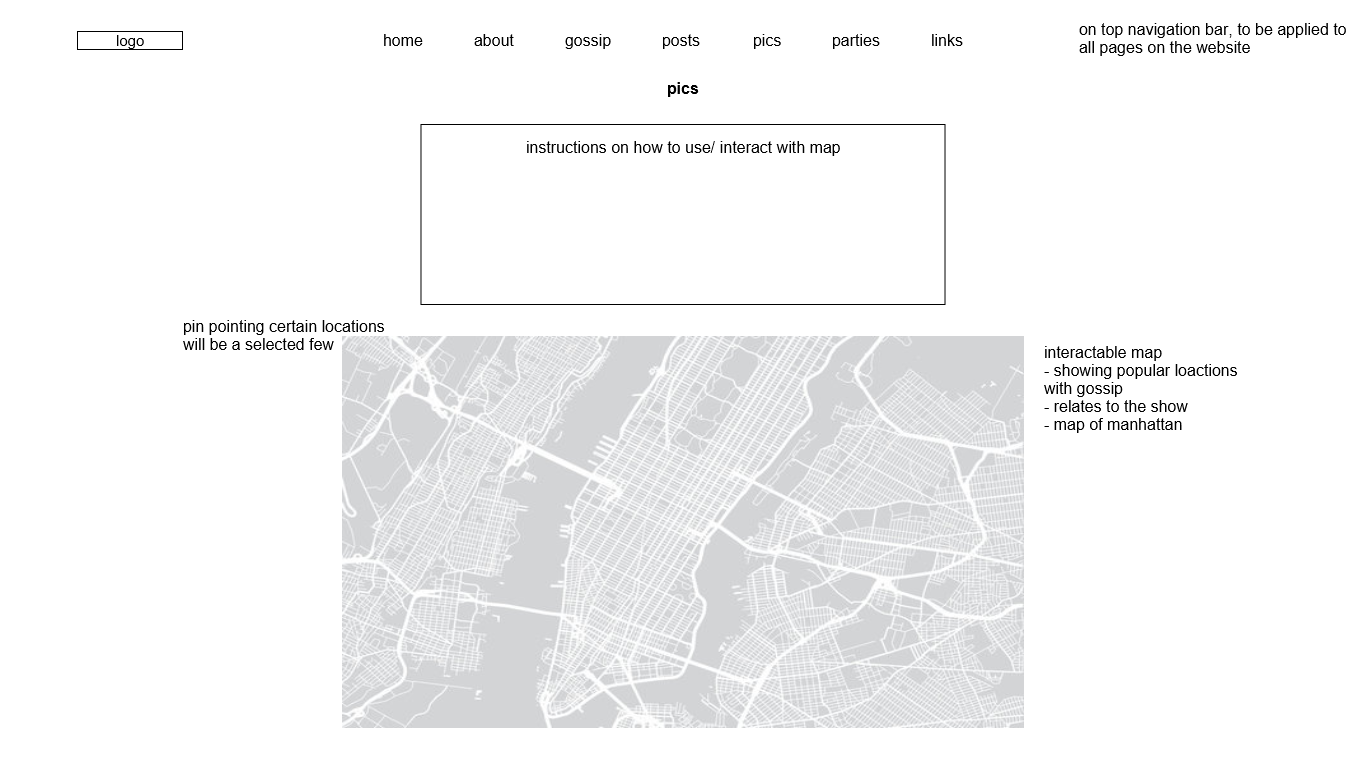 logo
home about gossip posts pics parties links
on top navigation bar, to be applied to
all pages on the website
pics
instructions on how to use/ interact with map
pin pointing certain locations
will be a selected few
interactable map
- showing popular loactions
with gossip
- relates to the show
- map of manhattan